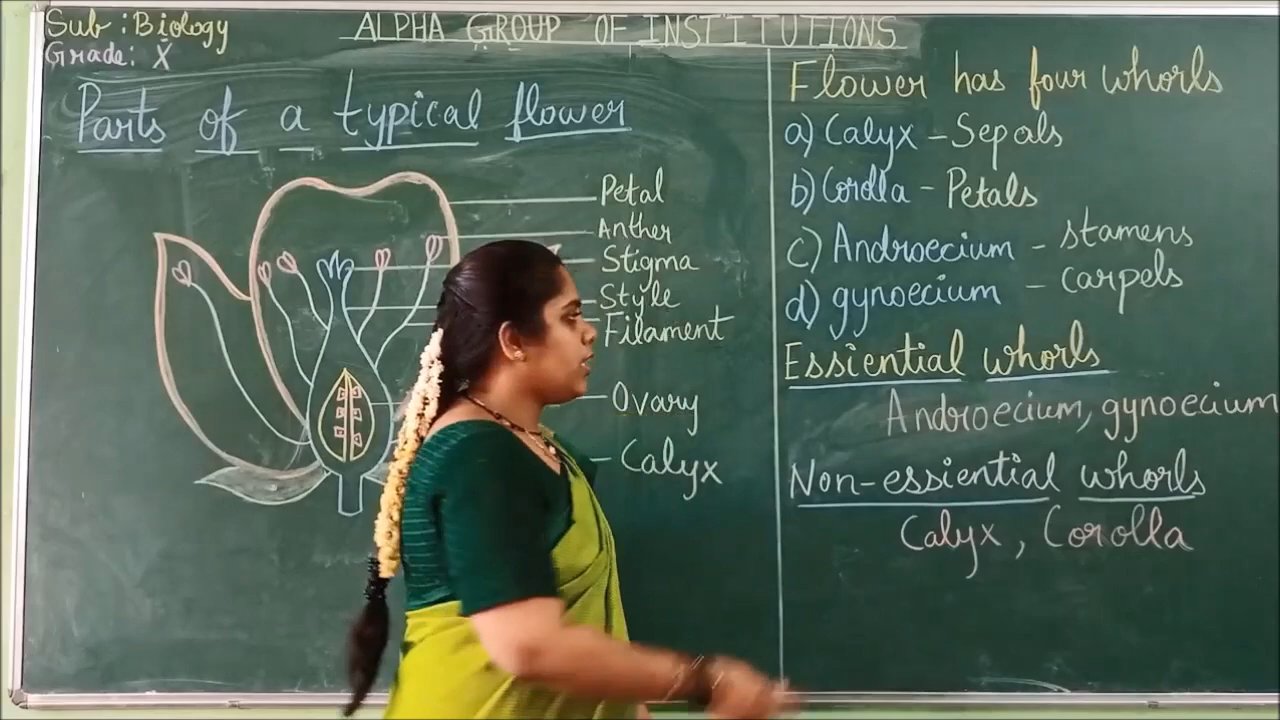 Sub : Biology
Grade: X
ALPHA GROUP OF INSTITUTIONS
Parts of a typical flower
Petal
Anther
Stigma
Style
Filament
Ovary
Calyx
Flower has four whorls
a) Calyx - Sepals
b) Corolla - Petals
c) Androecium - stamens
d) gynoecium - carpels
Essiential whorls
Androecium, gynoecium
Non-essiential whorls
Calyx, Corolla